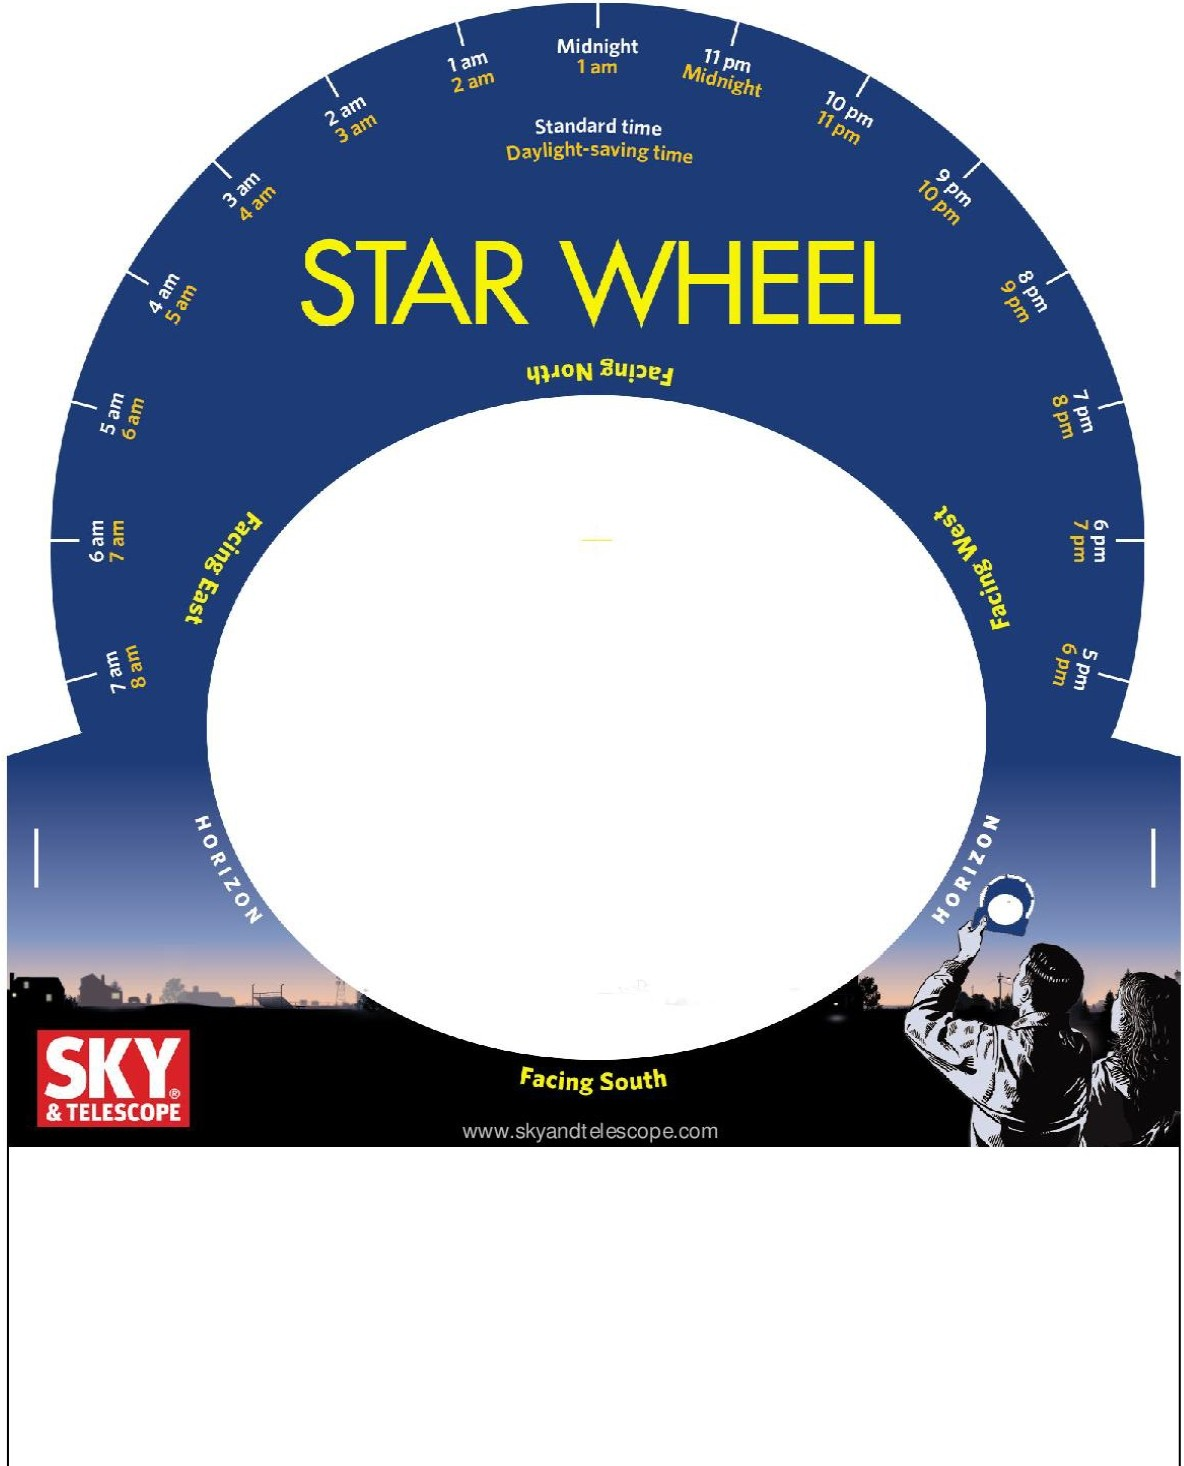 Midnight
1 am
11 pm
Midnight
10 pm
11 pm
9 pm
10 pm
8 pm
9 pm
7 pm
8 pm
6 pm
7 pm
5 pm
6 pm
1 am
2 am
2 am
3 am
3 am
4 am
4 am
5 am
5 am
6 am
6 am
7 am
7 am
8 am
Standard time
Daylight-saving time
STAR WHEEL
Facing North
Facing East
Facing West
HORIZON
HORIZON
Facing South
SKY®
& TELESCOPE
www.skyandtelescope.com